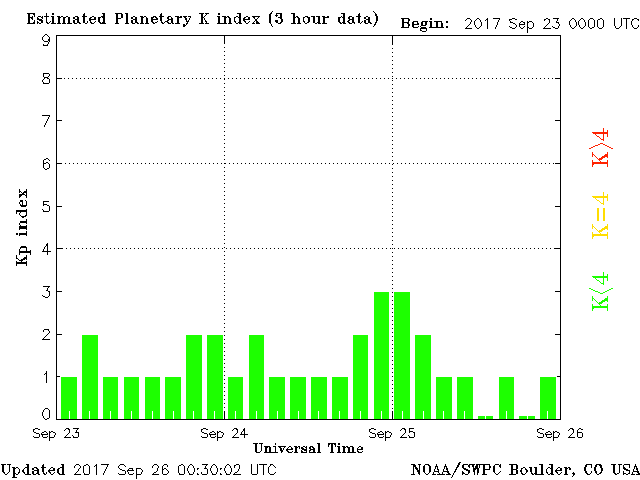 Estimated Planetary K index (3 hour data)
Begin: 2017 Sep 23 0000 UTC
9
8
7
6
5
4
3
2
1
0
Kp index
K>4
K=4
K<4
Sep 23
Sep 24
Sep 25
Sep 26
Universal Time
Updated 2017 Sep 26 00:30:02 UTC
NOAA/SWPC Boulder, CO USA